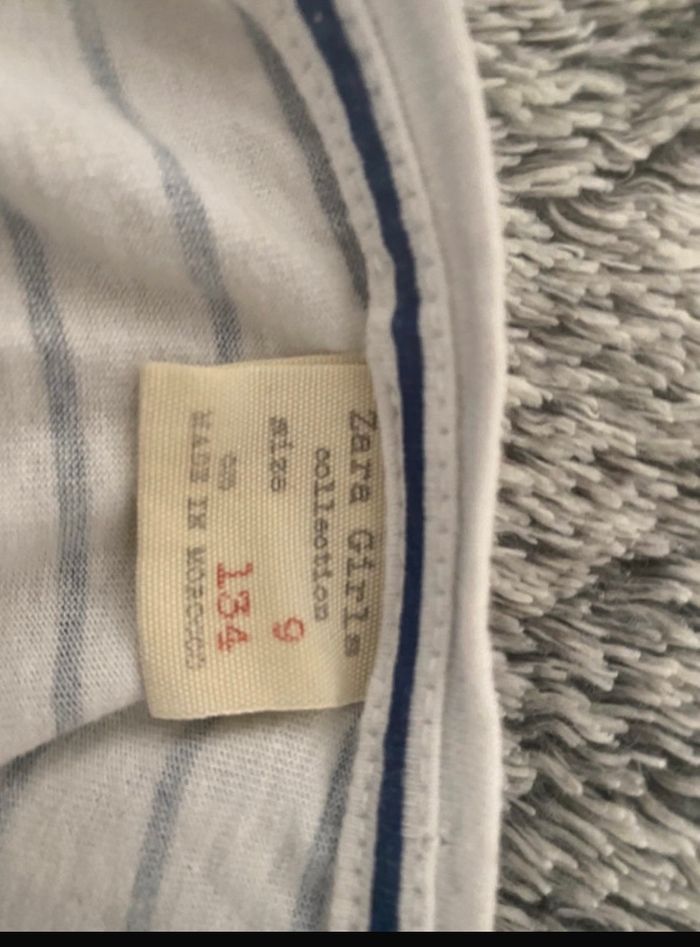 Zara Girls
collection
size 9
cm 134
MADE IN MOROCCO